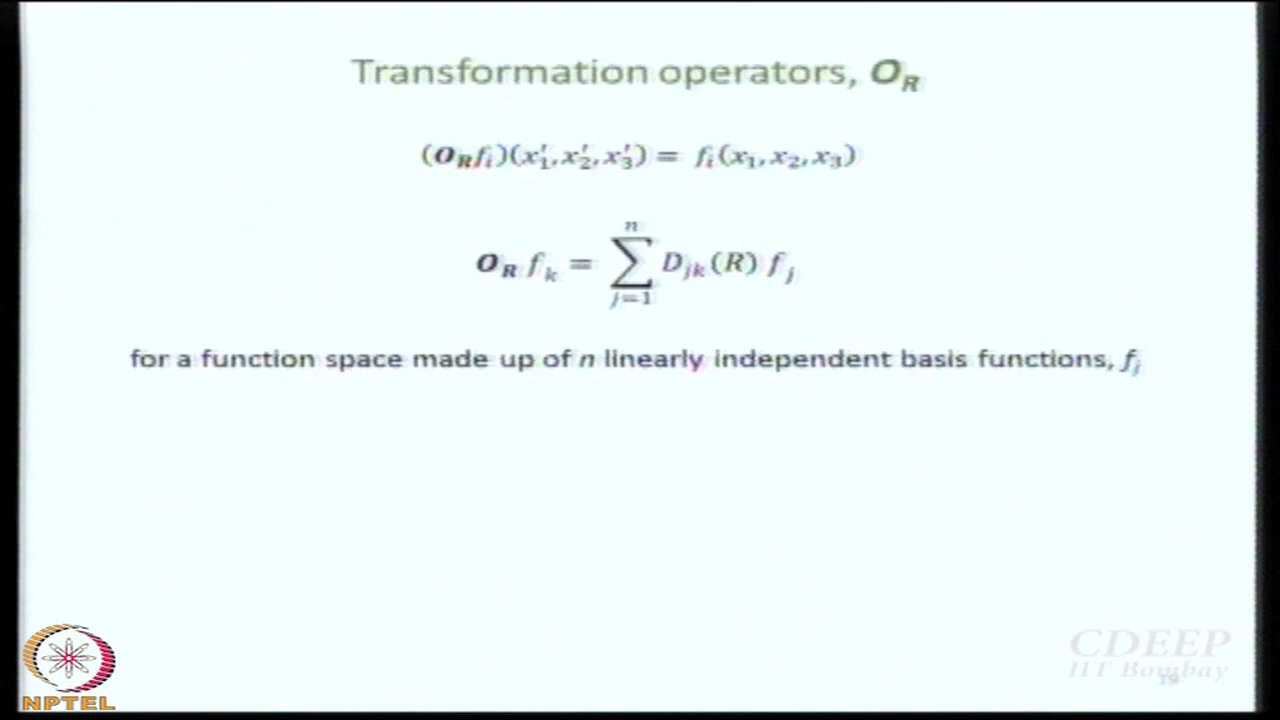 Transformation operators, O_R
(O_R f_i)(x′_1, x′_2, x′_3) = f_i(x_1, x_2, x_3)
O_R f_k = ∑_{j=1}^{n} D_{jk}(R) f_j
for a function space made up of n linearly independent basis functions, f_j
CDEEP
IIT Bombay
NPTEL